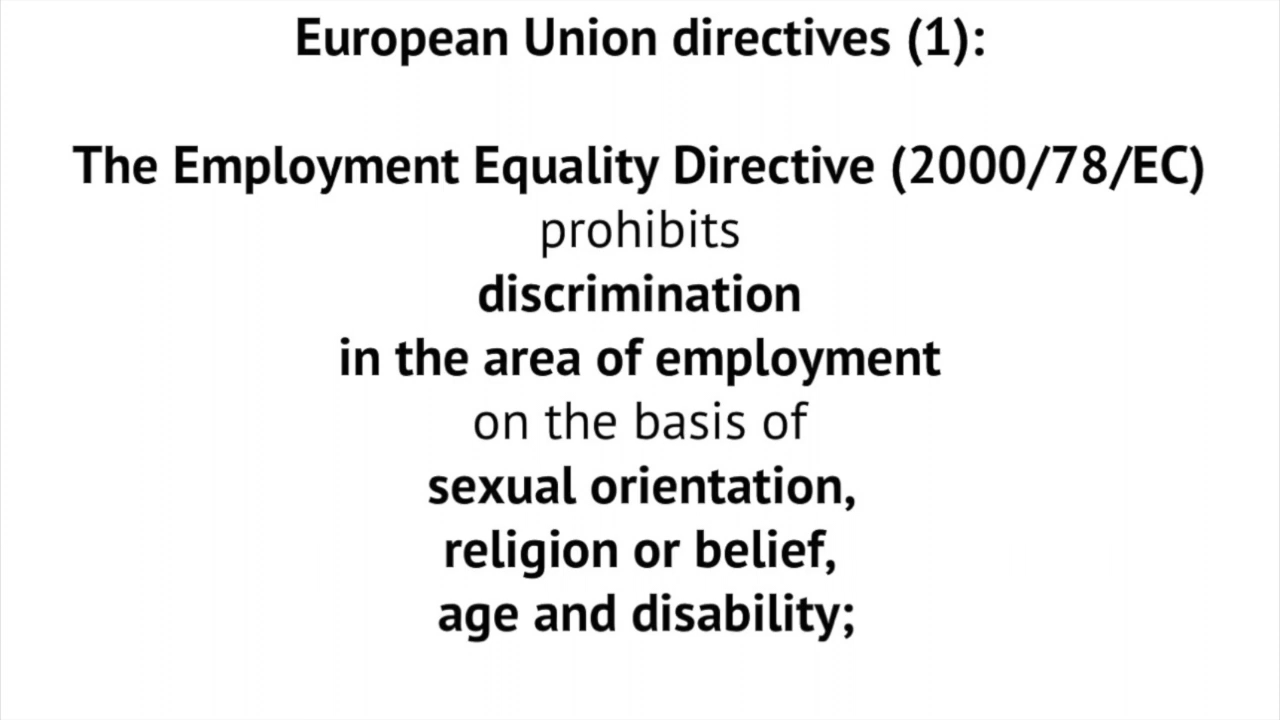 European Union directives (1):
The Employment Equality Directive (2000/78/EC)
prohibits
discrimination
in the area of employment
on the basis of
sexual orientation,
religion or belief,
age and disability;